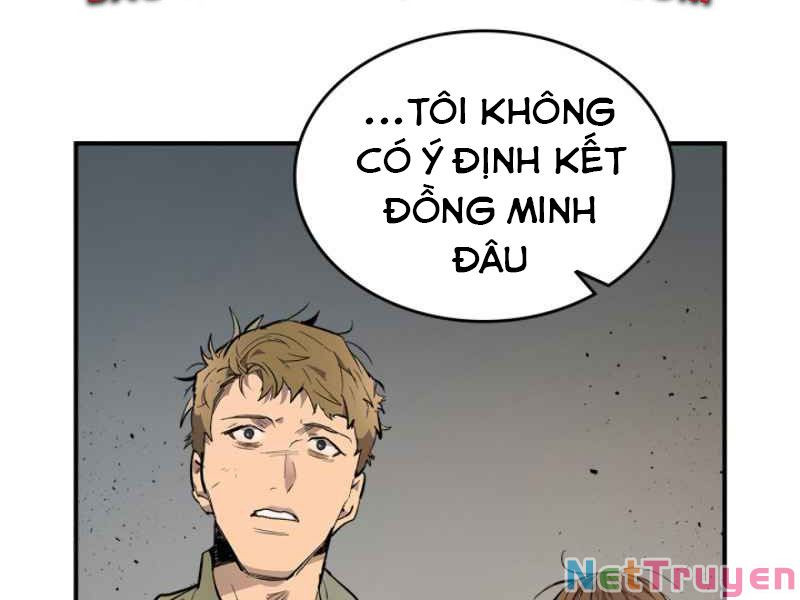 ...TÔI KHÔNG
CÓ Ý ĐỊNH KẾT
ĐỒNG MINH
ĐÂU
NetTruyen